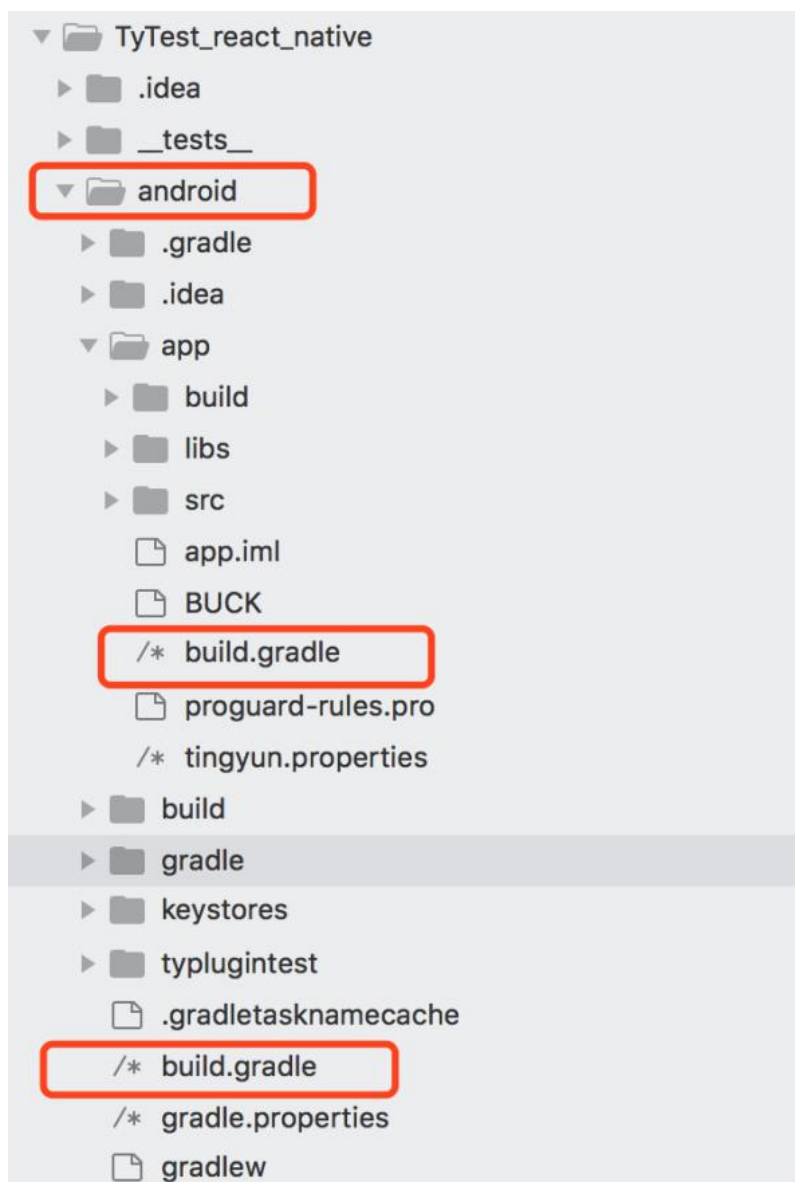 TyTest_react_native
.idea
__tests__
android
.gradle
.idea
app
build
libs
src
app.iml
BUCK
/* build.gradle
proguard-rules.pro
/* tingyun.properties
build
gradle
keystores
typlugintest
.gradletasknamecache
/* build.gradle
/* gradle.properties
gradlew